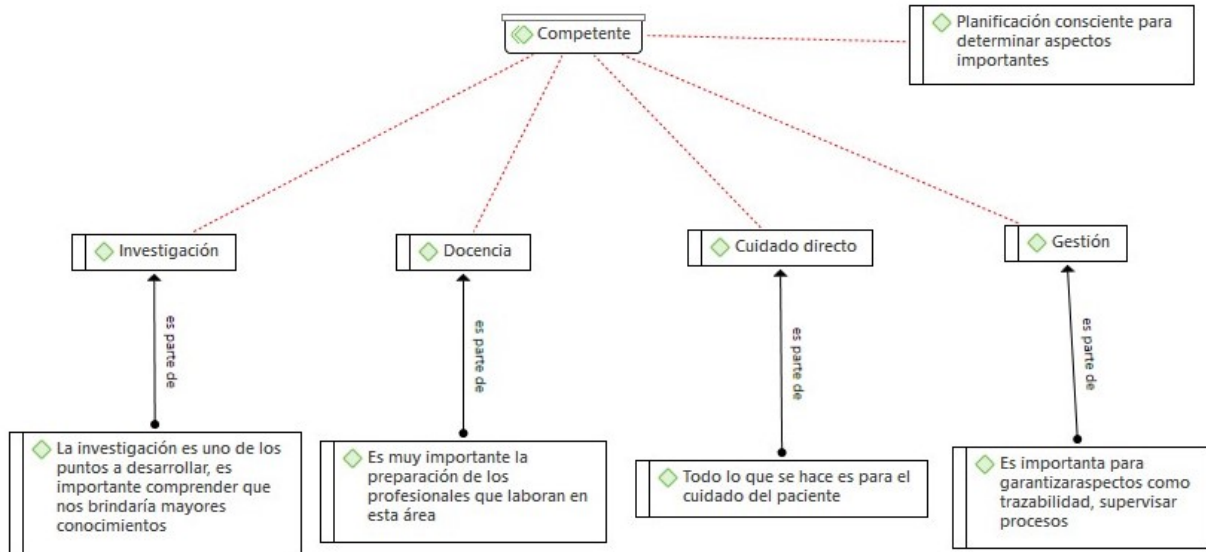 Competente
Planificación consciente para
determinar aspectos
importantes
Investigación
Docencia
Cuidado directo
Gestión
es parte de
es parte de
es parte de
es parte de
La investigación es uno de los
puntos a desarrollar, es
importante comprender que
nos brindaría mayores
conocimientos
Es muy importante la
preparación de los
profesionales que laboran en
esta área
Todo lo que se hace es para el
cuidado del paciente
Es importanta para
garantizaraspectos como
trazabilidad, supervisar
procesos